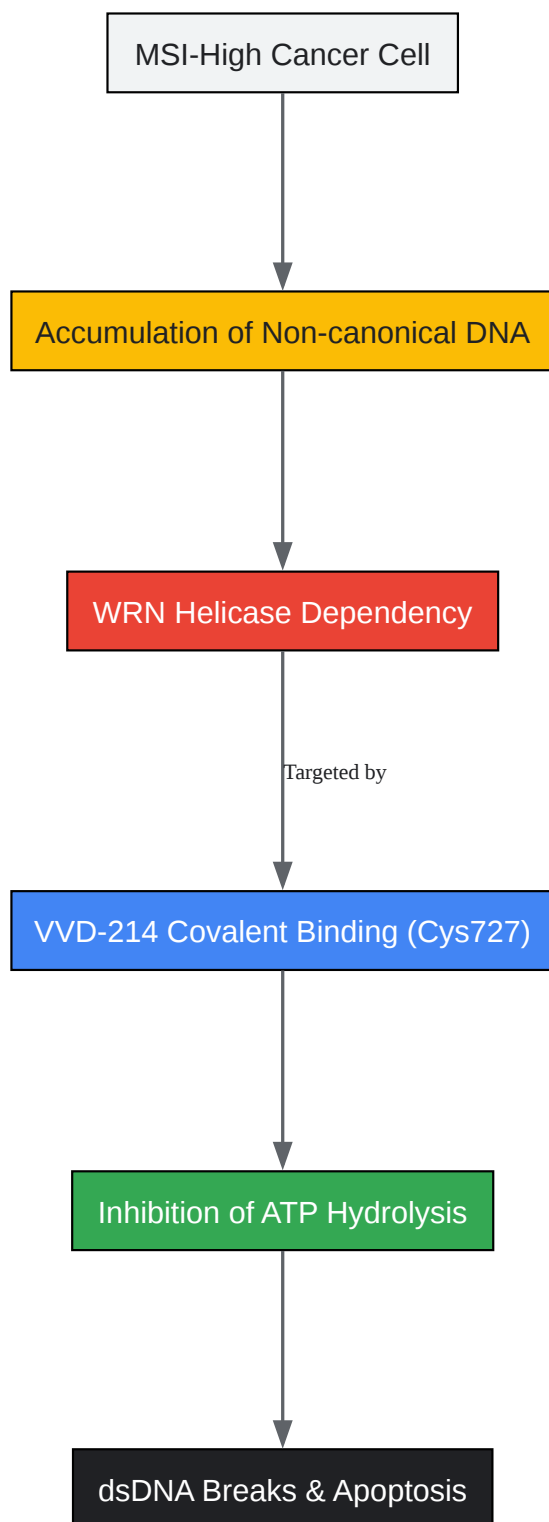 MSI-High Cancer Cell
Accumulation of Non-canonical DNA
WRN Helicase Dependency
Targeted by
VVD-214 Covalent Binding (Cys727)
Inhibition of ATP Hydrolysis
dsDNA Breaks & Apoptosis